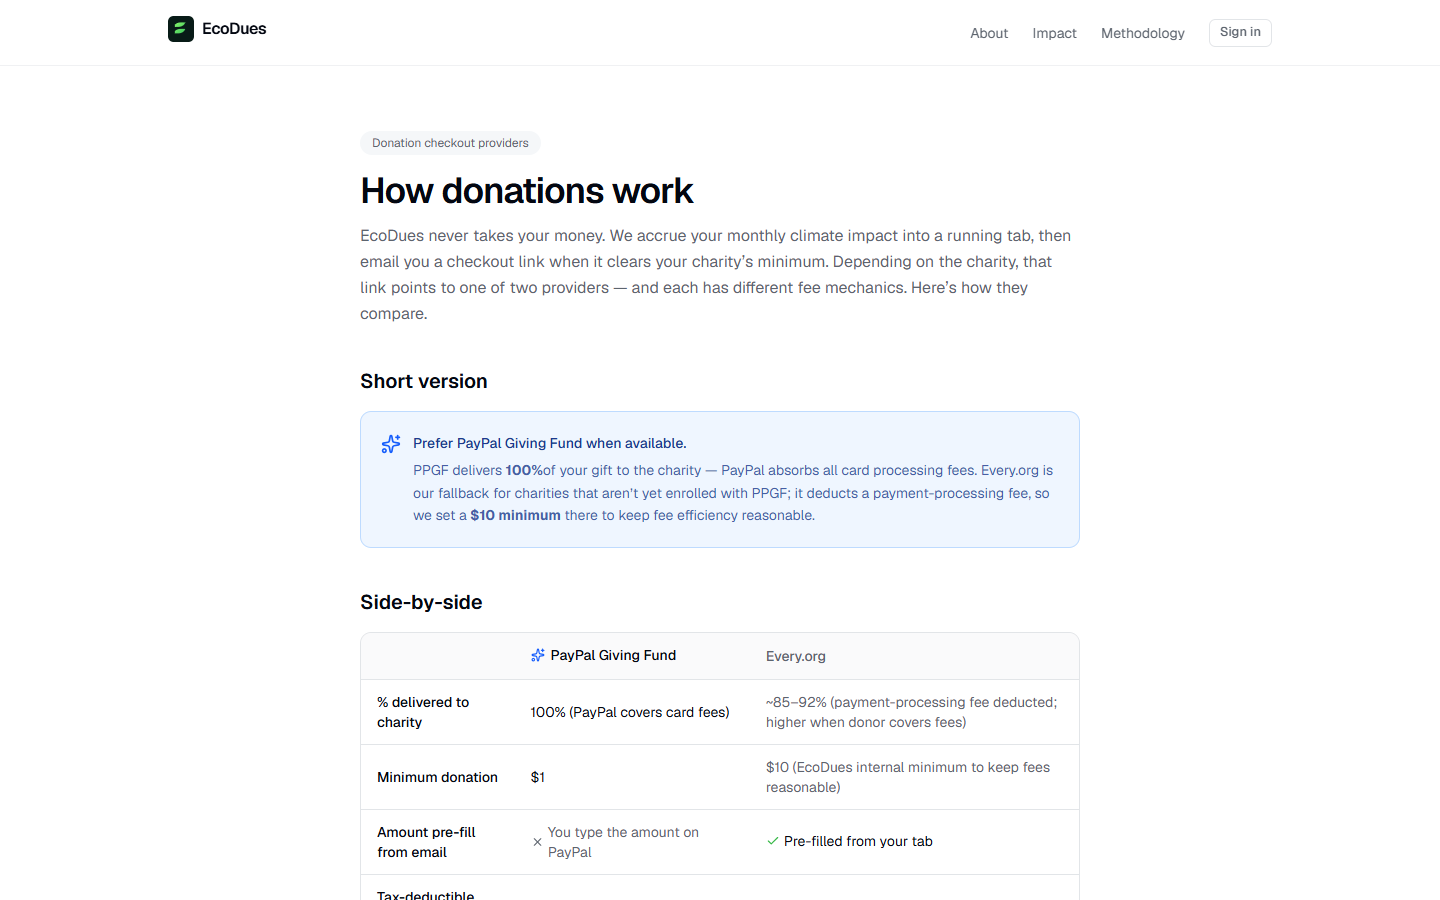 EcoDues
About
Impact
Methodology
Sign in
Donation checkout providers
How donations work
EcoDues never takes your money. We accrue your monthly climate impact into a running tab, then
email you a checkout link when it clears your charity’s minimum. Depending on the charity, that
link points to one of two providers — and each has different fee mechanics. Here’s how they
compare.
Short version
Prefer PayPal Giving Fund when available.
PPGF delivers 100%of your gift to the charity — PayPal absorbs all card processing fees. Every.org is
our fallback for charities that aren’t yet enrolled with PPGF; it deducts a payment-processing fee, so
we set a $10 minimum there to keep fee efficiency reasonable.
Side-by-side
PayPal Giving Fund
Every.org
% delivered to
charity
100% (PayPal covers card fees)
~85–92% (payment-processing fee deducted;
higher when donor covers fees)
Minimum donation
$1
$10 (EcoDues internal minimum to keep fees
reasonable)
Amount pre-fill
from email
You type the amount on
PayPal
Pre-filled from your tab
Tax-deductible